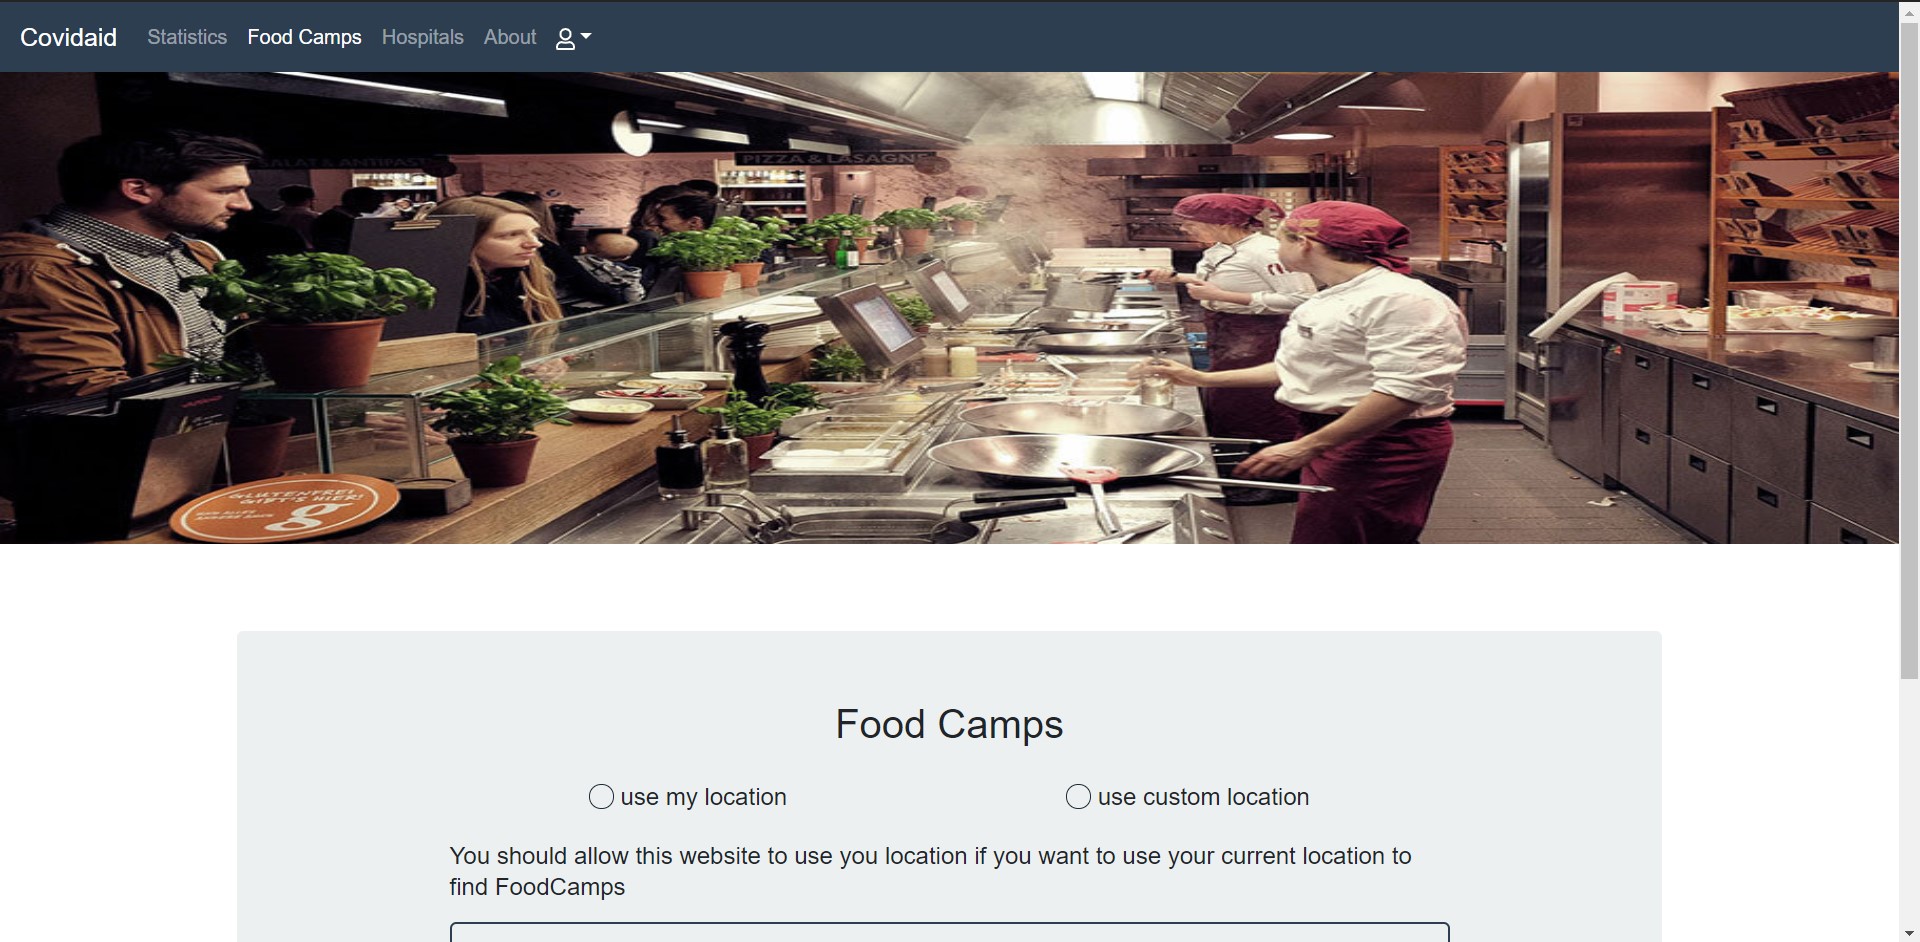 Covidaid Statistics Food Camps Hospitals About
SALAT & ANTIPASTI
PIZZA & LASAGNE
GLUTENFREI
GIBT'S HIER!
g
Food Camps
use my location use custom location
You should allow this website to use you location if you want to use your current location to
find FoodCamps